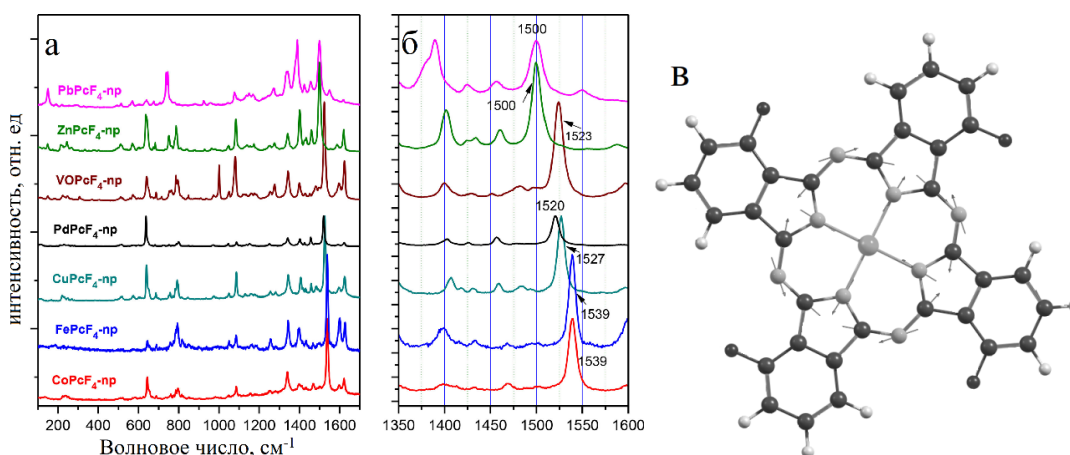 а
PbPcF4-np
ZnPcF4-np
VOPcF4-np
PdPcF4-np
CuPcF4-np
FePcF4-np
CoPcF4-np
интенсивность, отн. ед
200 400 600 800 1000 1200 1400 1600
Волновое число, см-1
б
1500
1500
1523
1520
1527
1539
1539
1350 1400 1450 1500 1550 1600
в